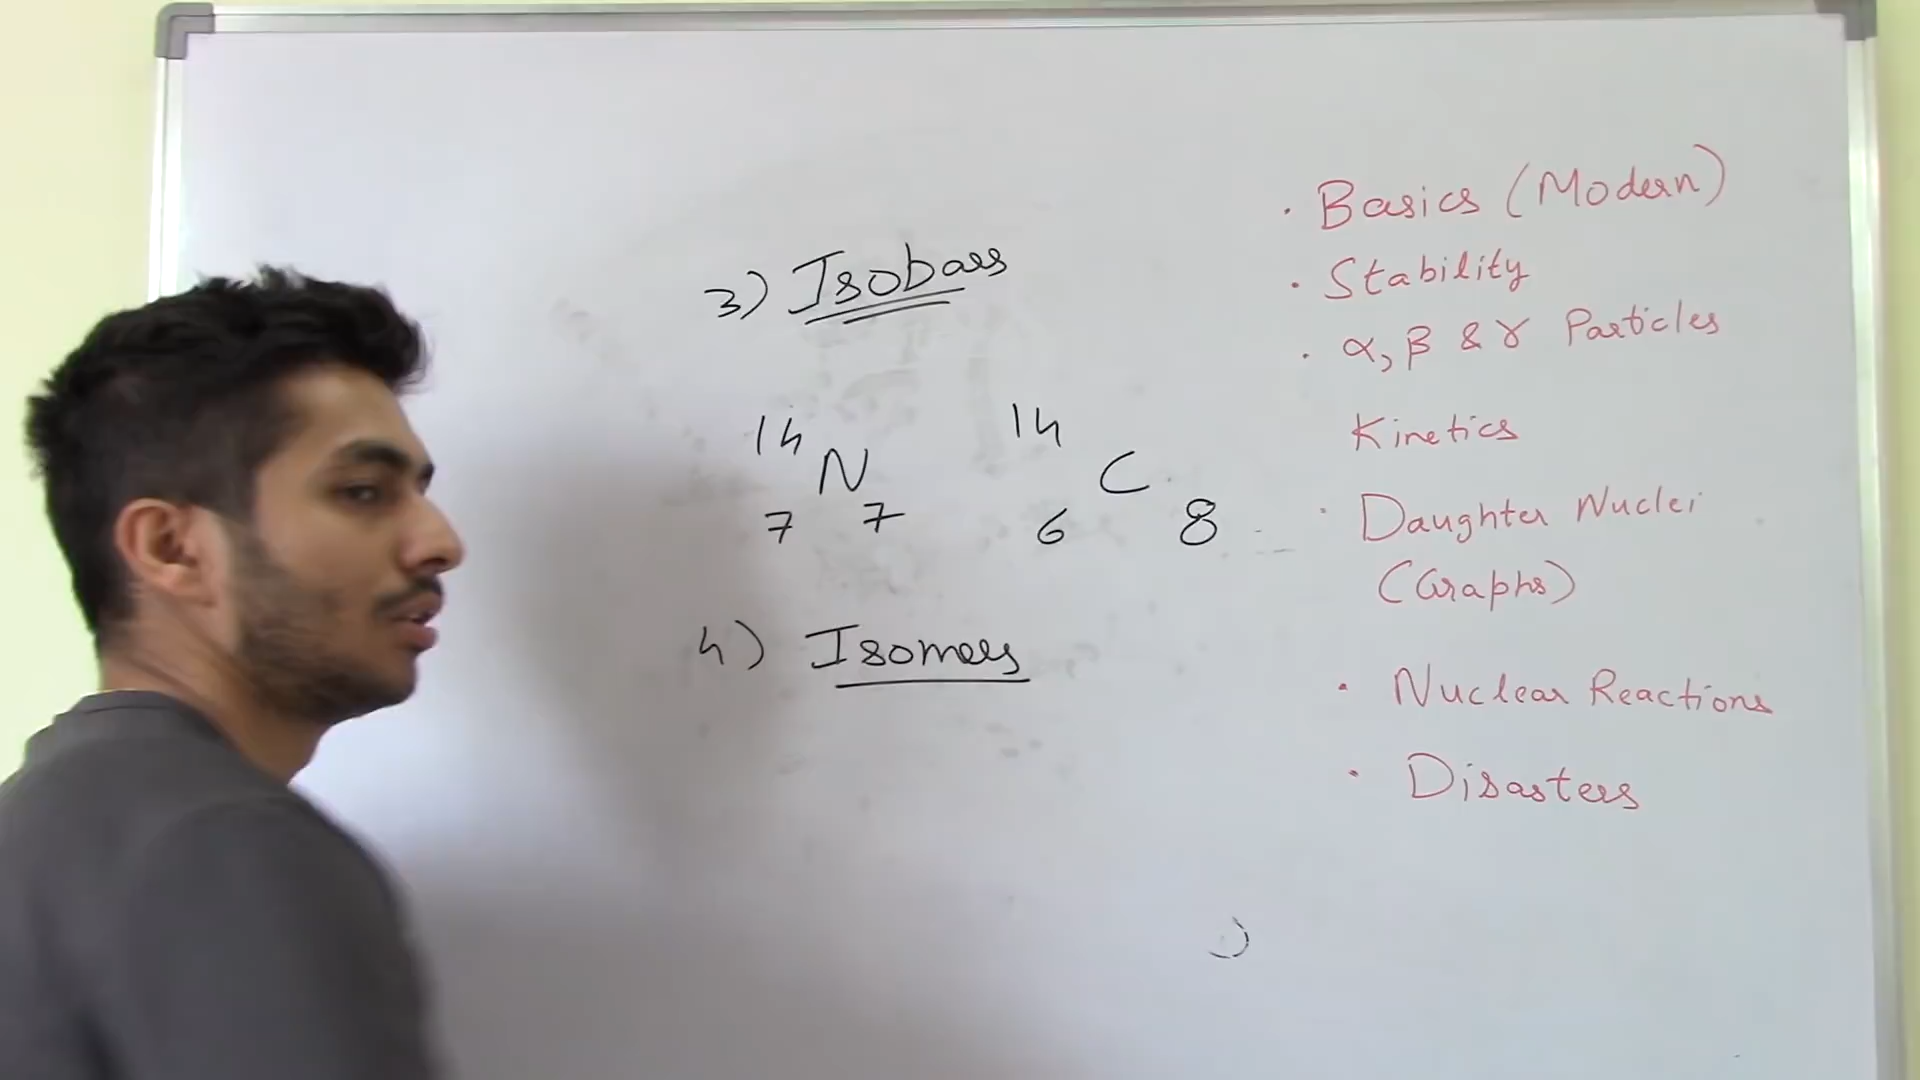 3) Isobars
14 N 7 7
14 C 6 8
4) Isomers
· Basics (Modern)
· Stability
· α, β & γ Particles
Kinetics
· Daughter Nuclei
(Graphs)
· Nuclear Reactions
· Disasters